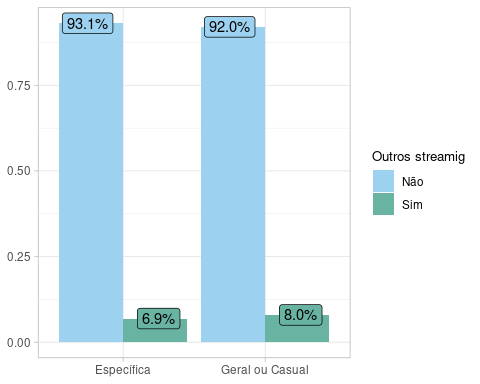 93.1%
92.0%
0.75
0.50
0.25
0.00
6.9%
8.0%
Específica
Geral ou Casual
Outros streamig
Não
Sim